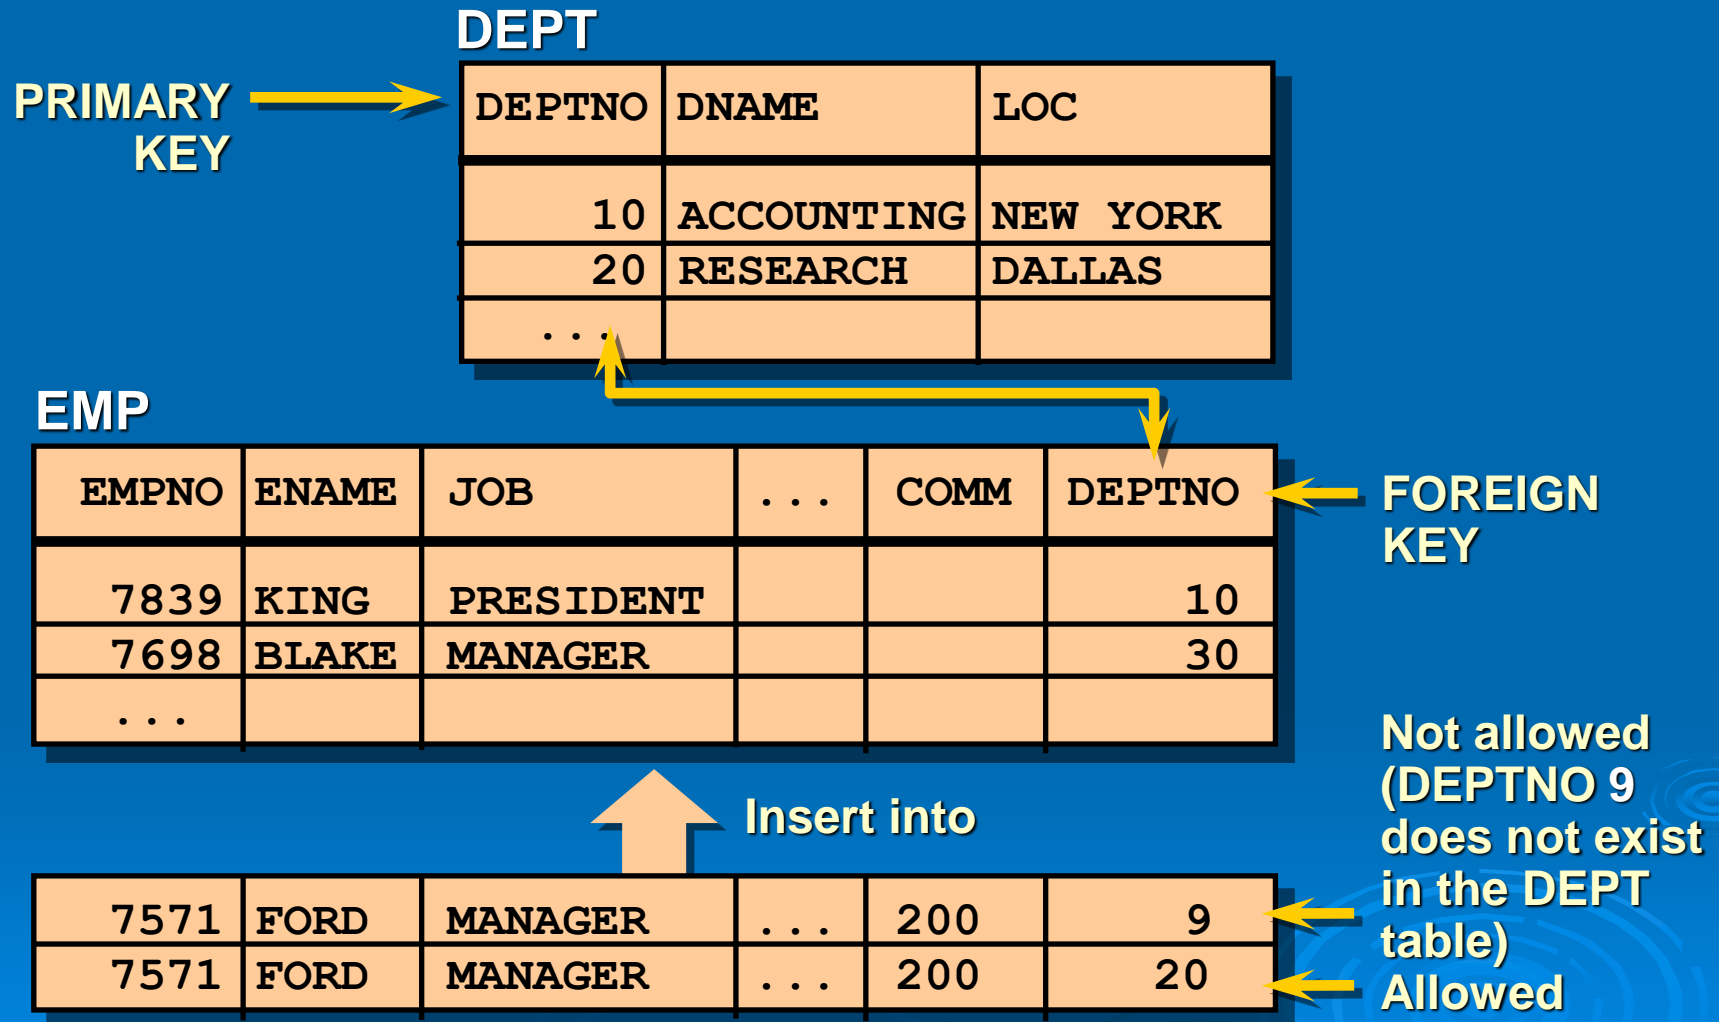 DEPT
PRIMARY
KEY
DEPTNO DNAME LOC
10 ACCOUNTING NEW YORK
20 RESEARCH DALLAS
...
EMP
EMPNO ENAME JOB ... COMM DEPTNO
FOREIGN
KEY
7839 KING PRESIDENT 10
7698 BLAKE MANAGER 30
...
Insert into
7571 FORD MANAGER ... 200 9
7571 FORD MANAGER ... 200 20
Not allowed
(DEPTNO 9
does not exist
in the DEPT
table)
Allowed